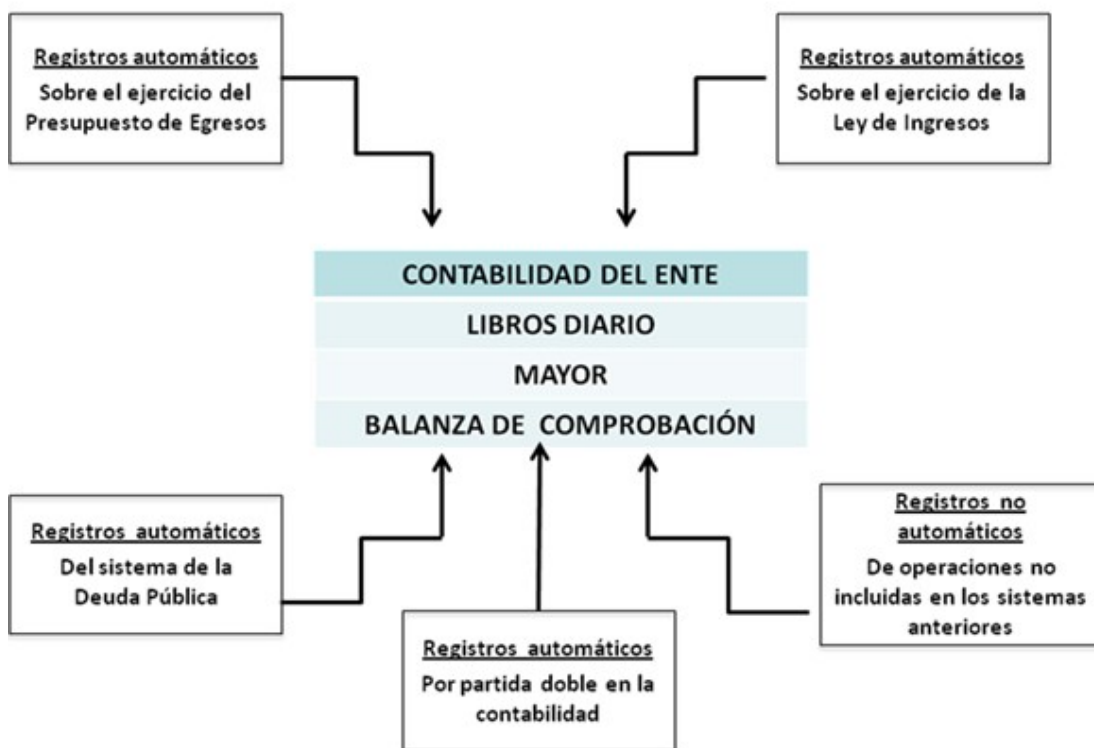 Registros automáticos
Sobre el ejercicio del
Presupuesto de Egresos
Registros automáticos
Sobre el ejercicio de la
Ley de Ingresos
CONTABILIDAD DEL ENTE
LIBROS DIARIO
MAYOR
BALANZA DE COMPROBACIÓN
Registros automáticos
Del sistema de la
Deuda Pública
Registros automáticos
Por partida doble en la
contabilidad
Registros no
automáticos
De operaciones no
incluidas en los sistemas
anteriores